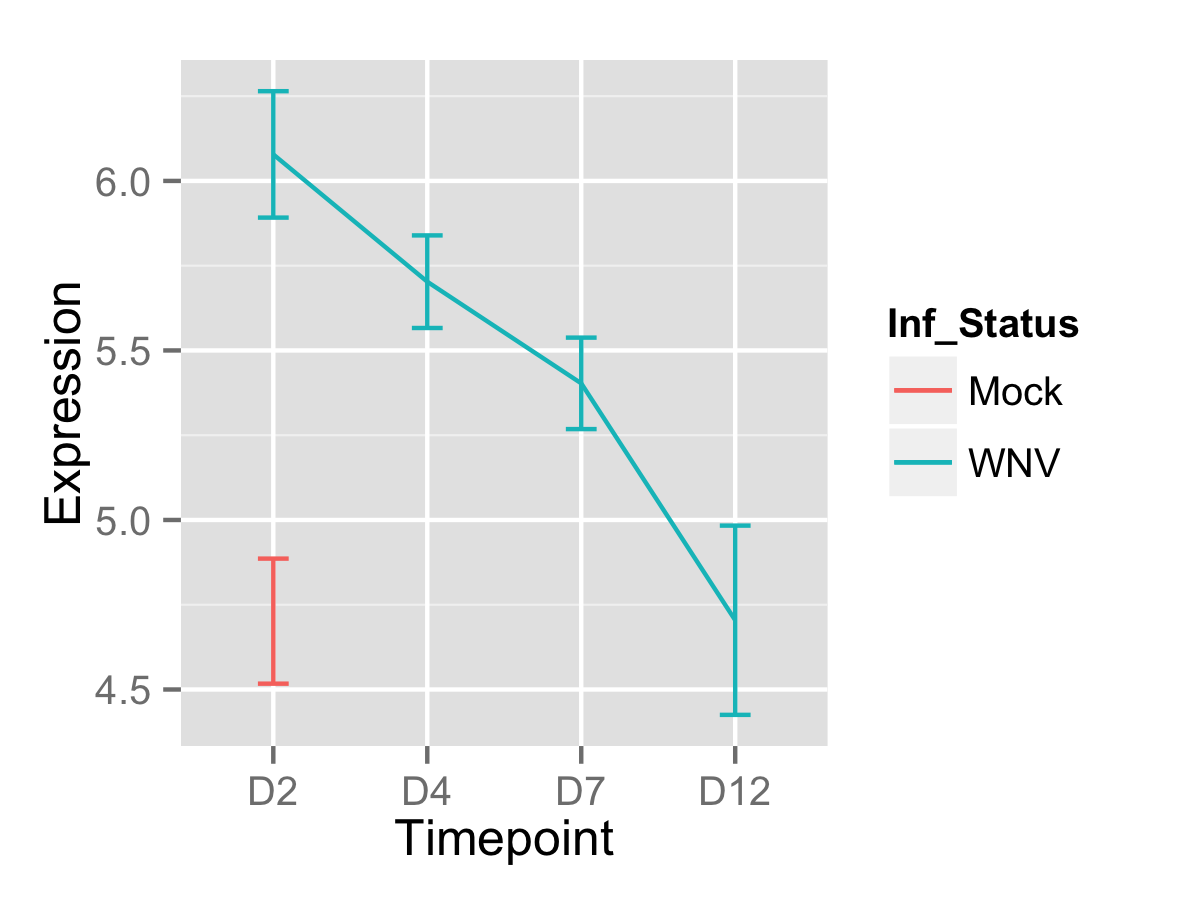 Expression
6.0
5.5
5.0
4.5
D2 D4 D7 D12
Timepoint
Inf_Status
Mock
WNV